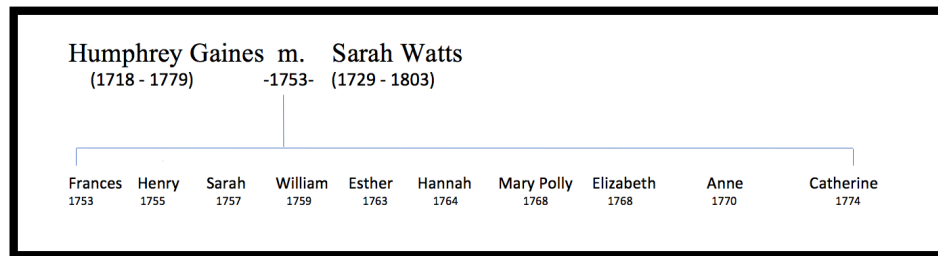 Humphrey Gaines m. Sarah Watts
(1718 - 1779) -1753- (1729 - 1803)
Frances Henry Sarah William Esther Hannah Mary Polly Elizabeth Anne Catherine
1753 1755 1757 1759 1763 1764 1768 1768 1770 1774